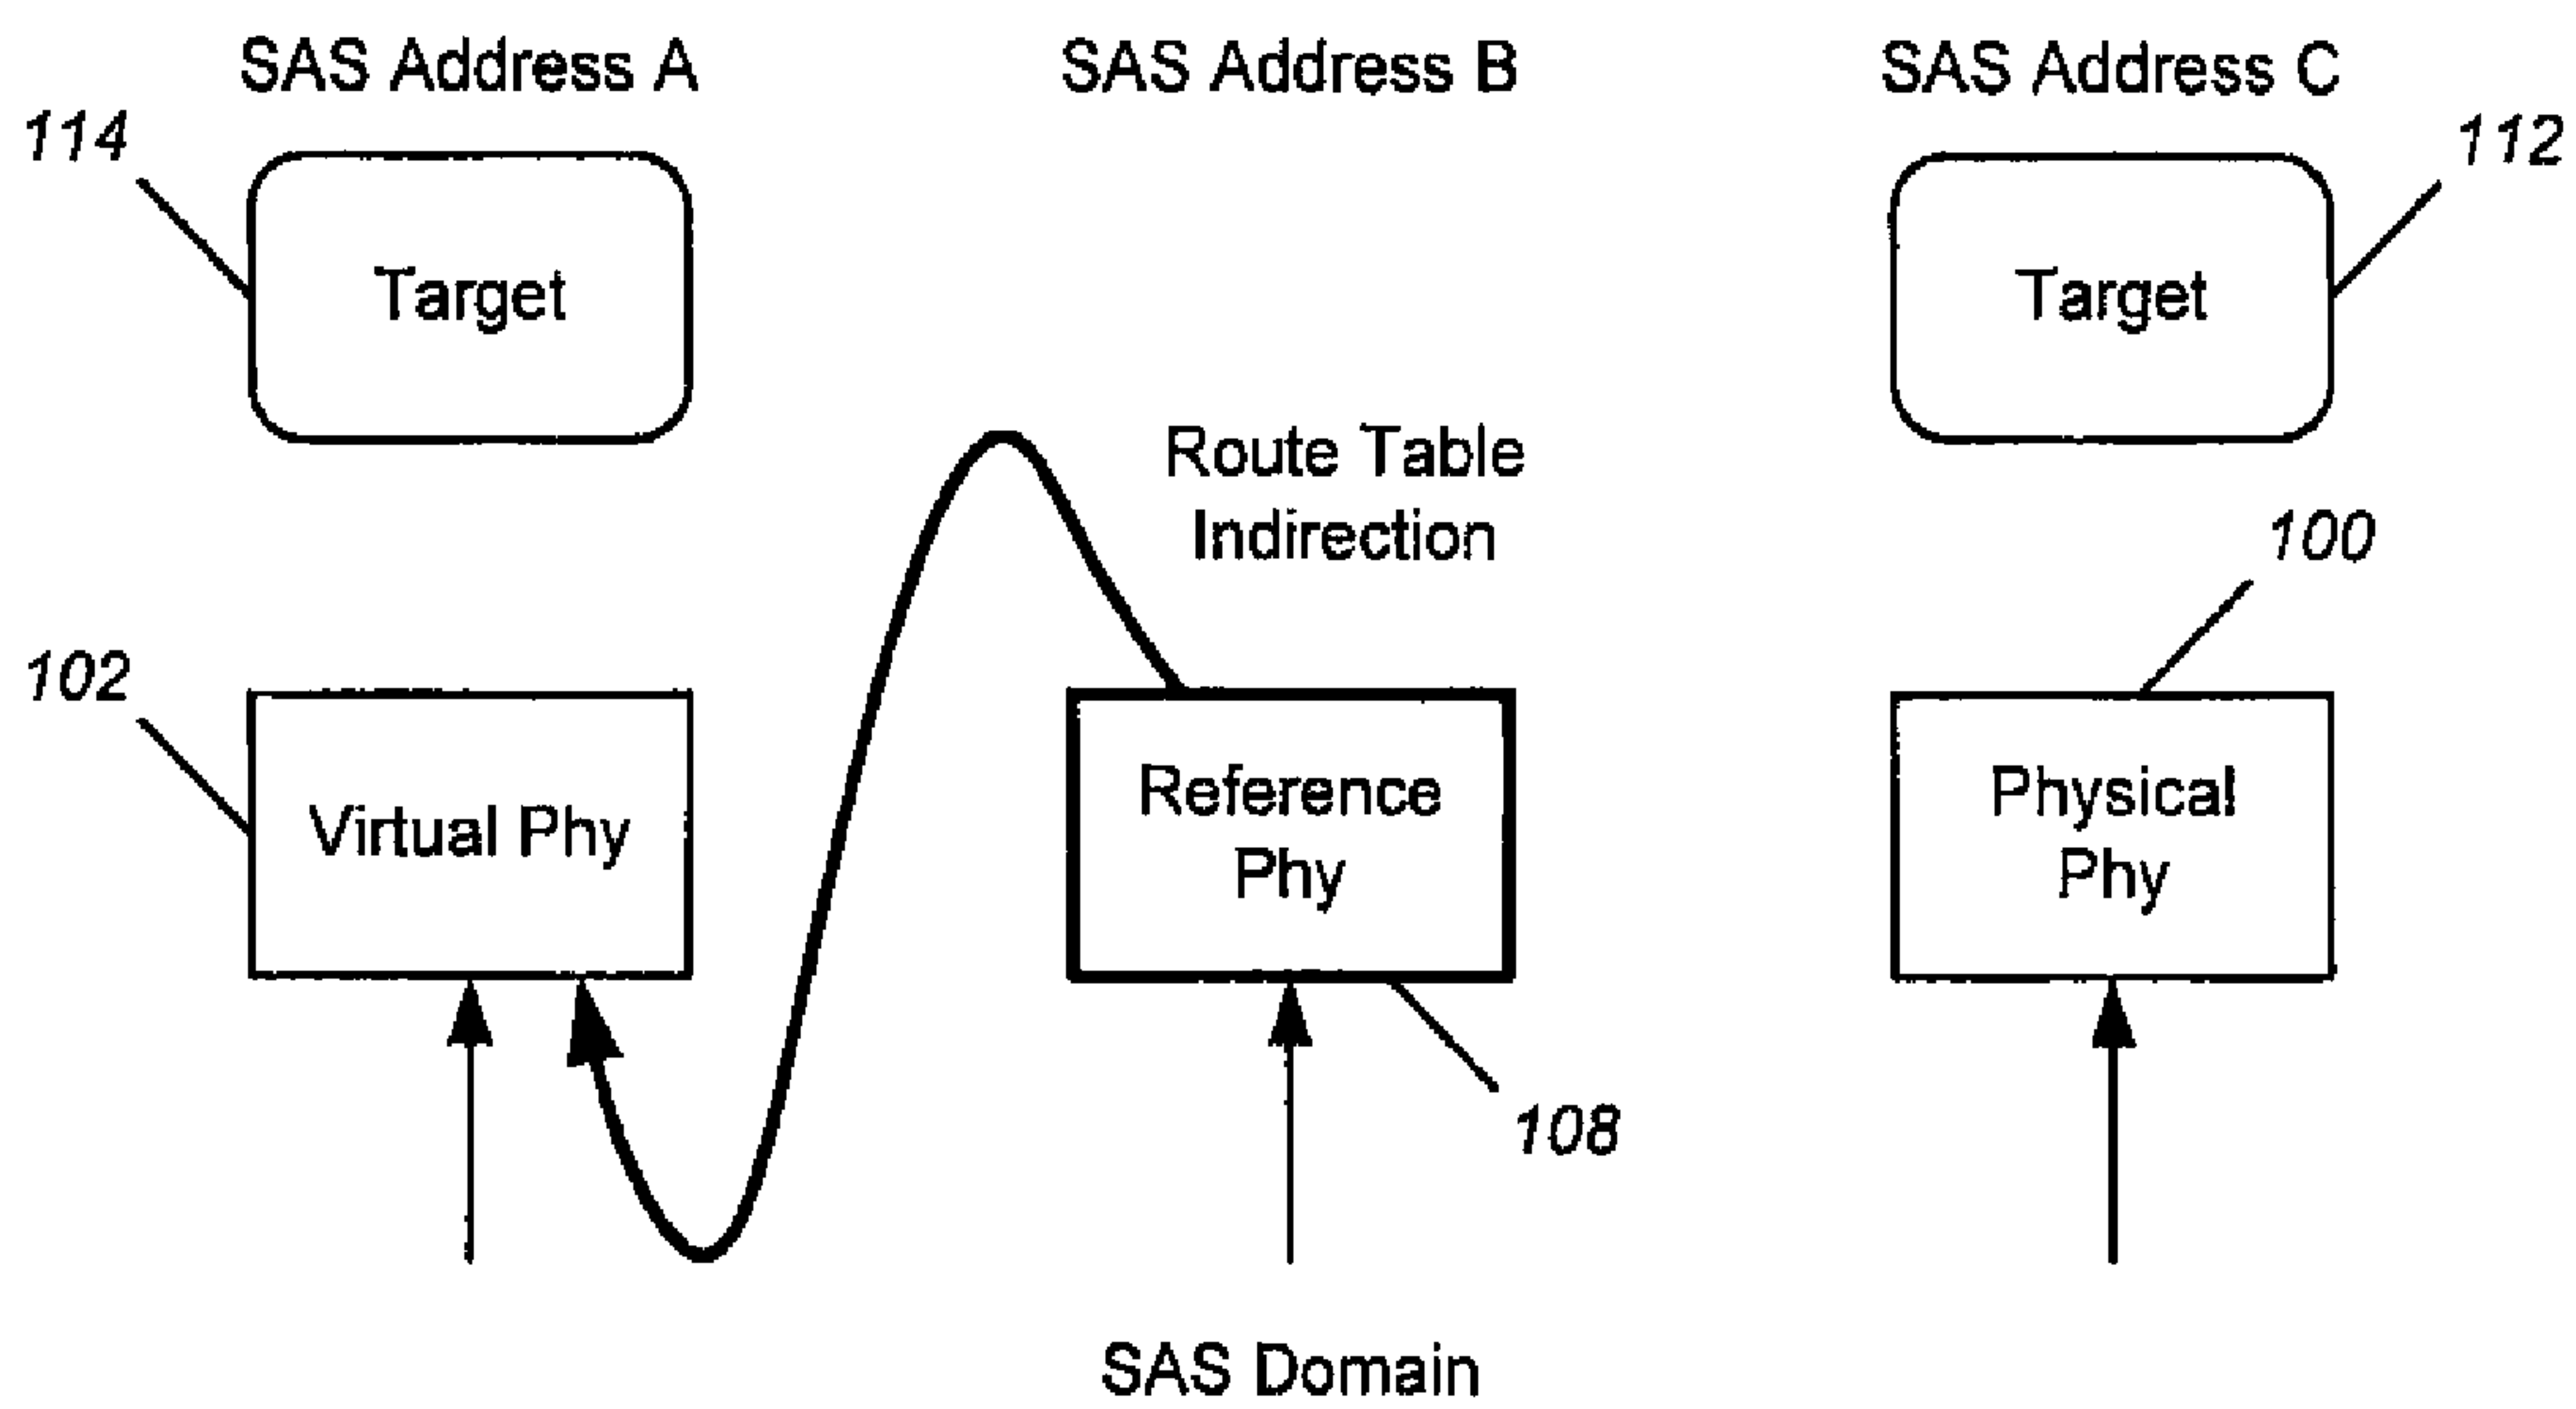 SAS Address A
SAS Address B
SAS Address C
114
112
Target
Target
Route Table
Indirection
100
102
Virtual Phy
Reference
Phy
Physical
Phy
108
SAS Domain